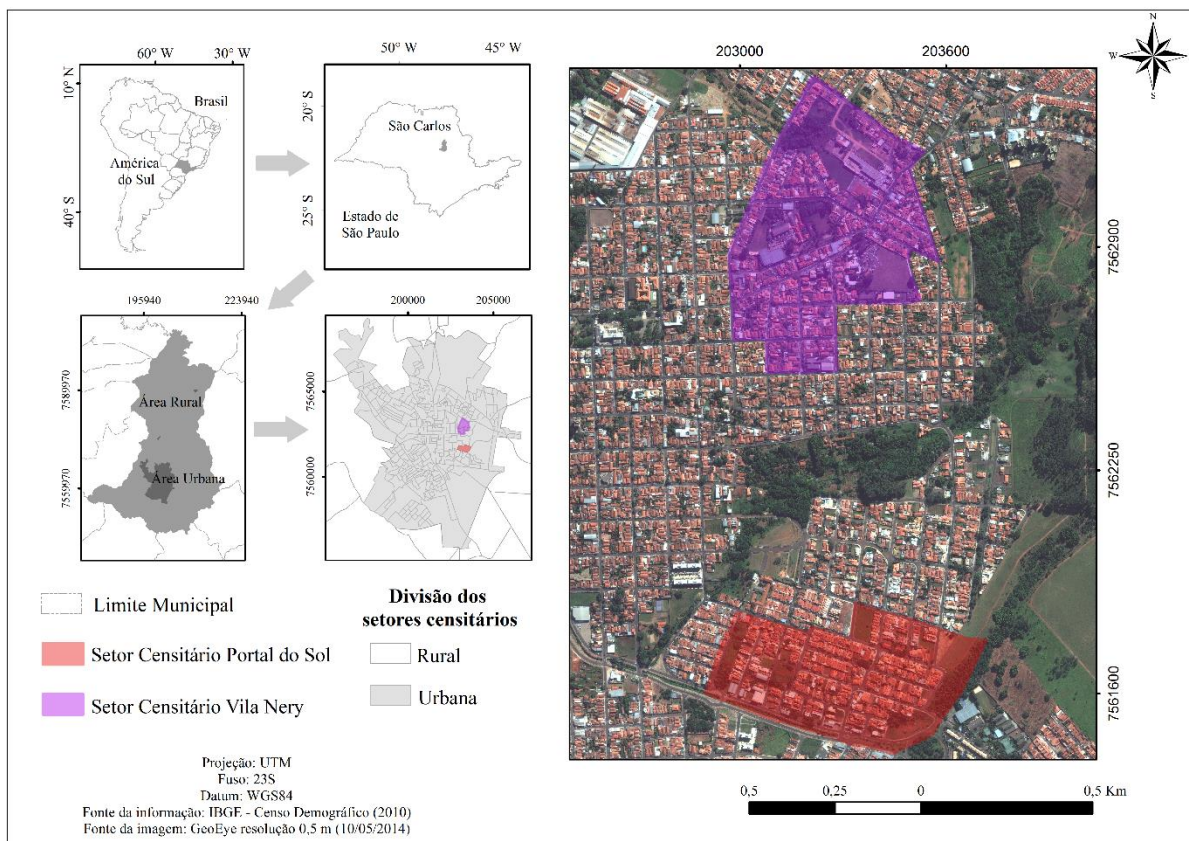 60° W
30° W
10° N
40° S
Brasil
América
do Sul
50° W
45° W
20° S
25° S
São Carlos
Estado de
São Paulo
195940
223940
7589970
7559970
Área Rural
Área Urbana
200000
205000
7565000
7560000
203000
203600
7562900
7562250
7561600
N
W
E
S
Limite Municipal
Setor Censitário Portal do Sol
Setor Censitário Vila Nery
Divisão dos
setores censitários
Rural
Urbana
Projeção: UTM
Fuso: 23S
Datum: WGS84
Fonte da informação: IBGE - Censo Demográfico (2010)
Fonte da imagem: GeoEye resolução 0,5 m (10/05/2014)
0,5
0,25
0
0,5 Km